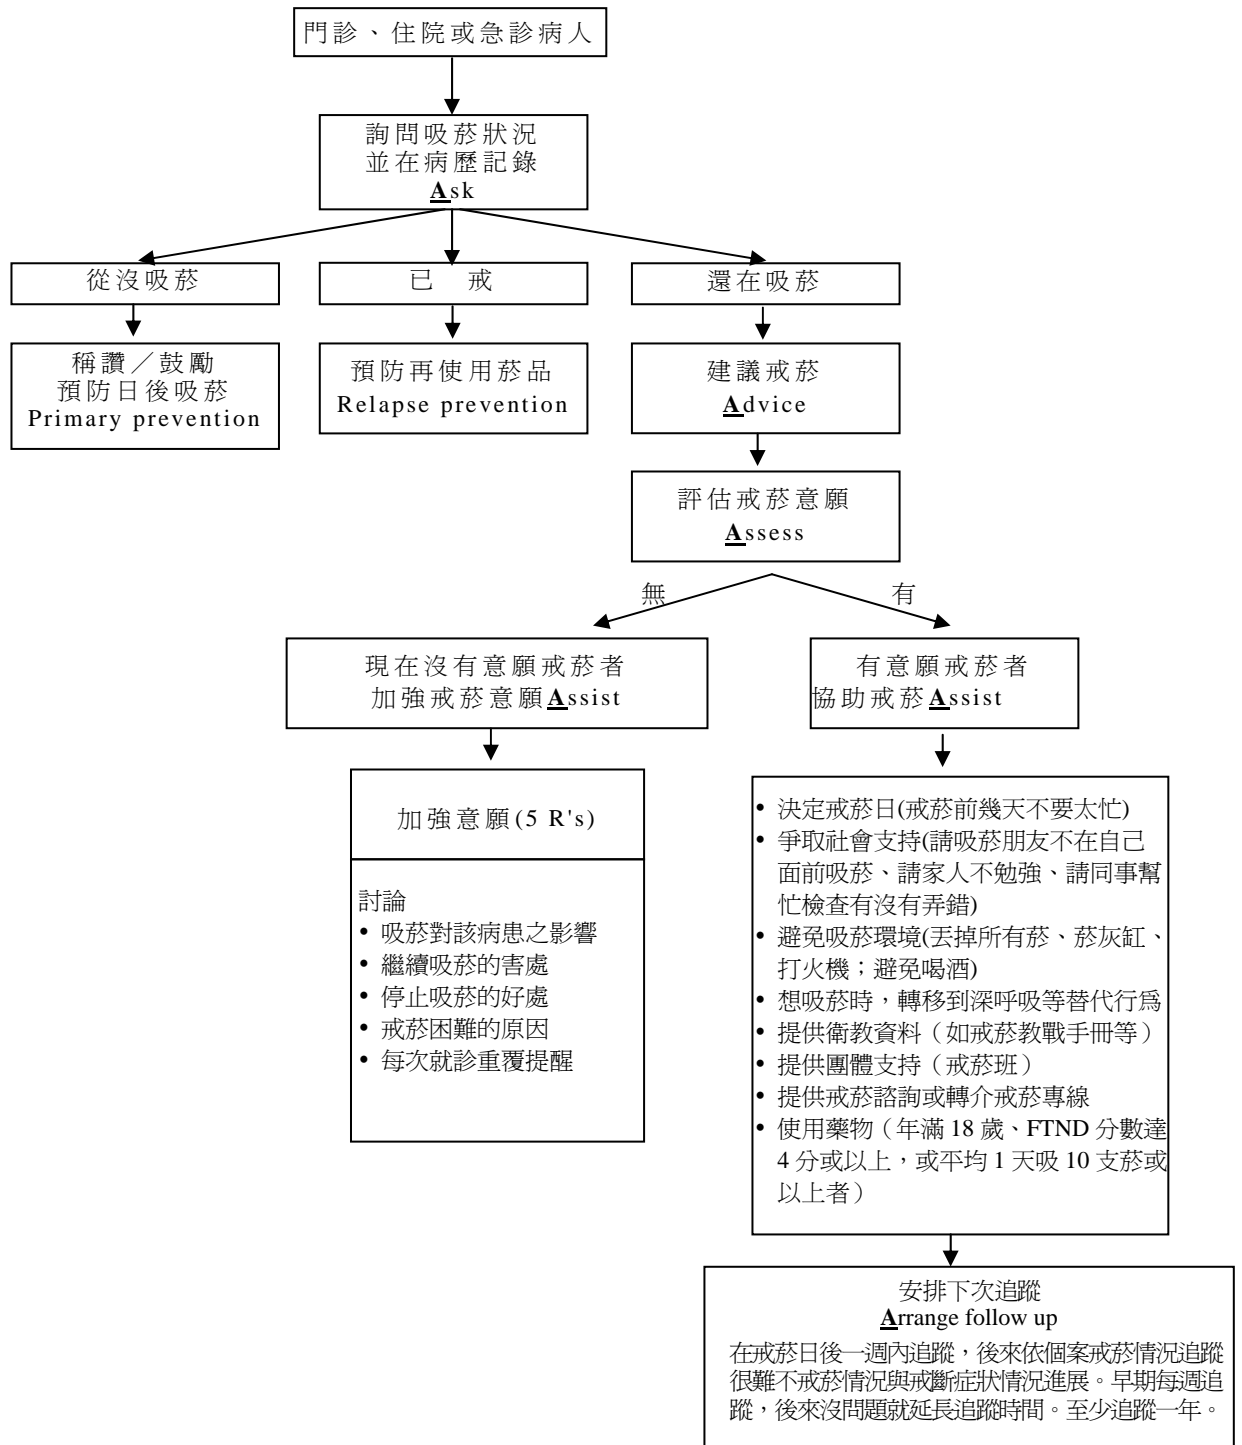 門診、住院或急診病人
詢問吸菸狀況
並在病歷記錄
Ask
從沒吸菸
已 戒
還在吸菸
稱讚／鼓勵
預防日後吸菸
Primary prevention
預防再使用菸品
Relapse prevention
建議戒菸
Advice
評估戒菸意願
Assess
無
有
現在沒有意願戒菸者
加強戒菸意願Assist
有意願戒菸者
協助戒菸Assist
加強意願(5 R's)
討論
• 吸菸對該病患之影響
• 繼續吸菸的害處
• 停止吸菸的好處
• 戒菸困難的原因
• 每次就診重覆提醒
• 決定戒菸日(戒菸前幾天不要太忙)
• 爭取社會支持(請吸菸朋友不在自己
面前吸菸、請家人不勉強、請同事幫
忙檢查有沒有弄錯)
• 避免吸菸環境(丟掉所有菸、菸灰缸、
打火機；避免喝酒)
• 想吸菸時，轉移到深呼吸等替代行為
• 提供衛教資料（如戒菸教戰手冊等）
• 提供團體支持（戒菸班）
• 提供戒菸諮詢或轉介戒菸專線
• 使用藥物（年滿 18 歲、FTND 分數達
4 分或以上，或平均 1 天吸 10 支菸或
以上者）
安排下次追蹤
Arrange follow up
在戒菸日後一週內追蹤，後來依個案戒菸情況追蹤
很難不戒菸情況與戒斷症狀情況進展。早期每週追
蹤，後來沒問題就延長追蹤時間。至少追蹤一年。